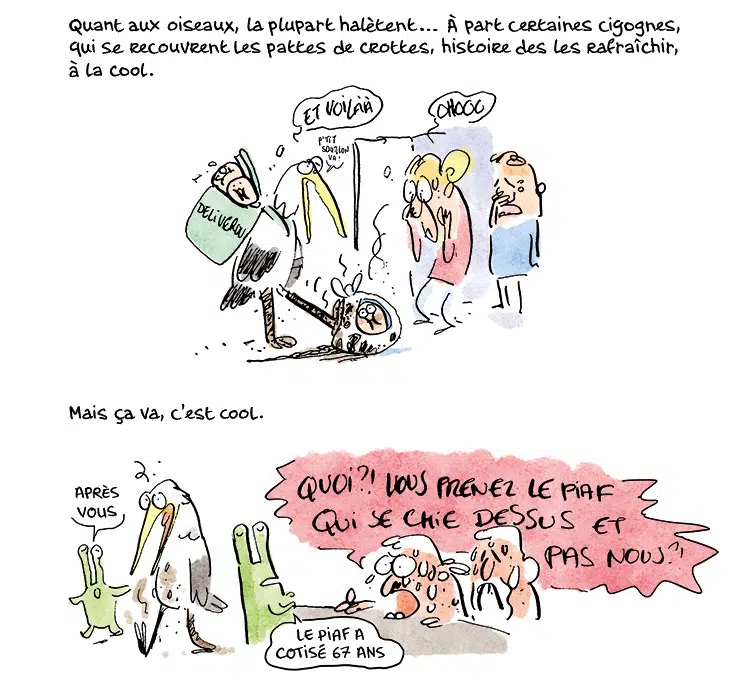 Quant aux oiseaux, la plupart halètent... À part certaines cigognes,
qui se recouvrent les pattes de crottes, histoire des les rafraîchir,
à la cool.
ET VOILÀÀ
P'TIT
VA!
CHOOU
DELIVEROU
Mais ça va, c'est cool.
APRÈS
VOUS
QUOI?! VOUS PRENEZ LE PIAF
QUI SE CHIE DESSUS ET
PAS NOUS?!
LE PIAF A
COTISÉ 67 ANS